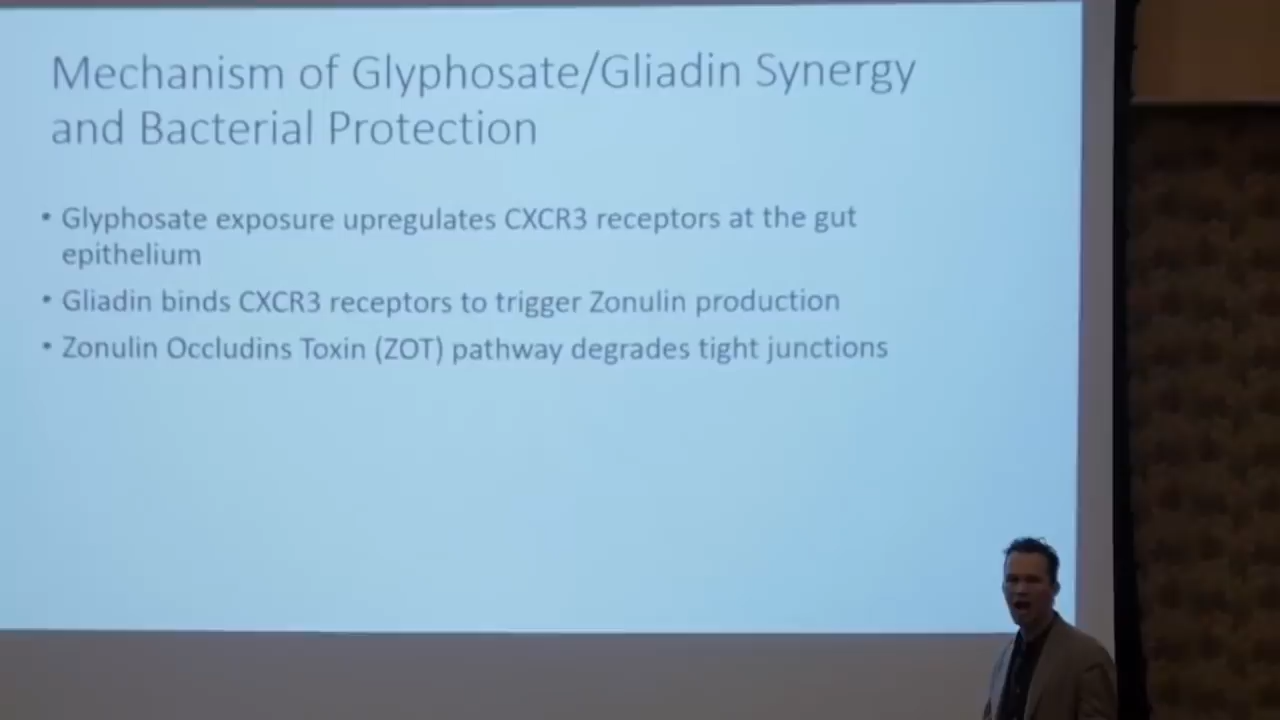 Mechanism of Glyphosate/Gliadin Synergy
and Bacterial Protection
• Glyphosate exposure upregulates CXCR3 receptors at the gut
epithelium
• Gliadin binds CXCR3 receptors to trigger Zonulin production
• Zonulin Occludins Toxin (ZOT) pathway degrades tight junctions